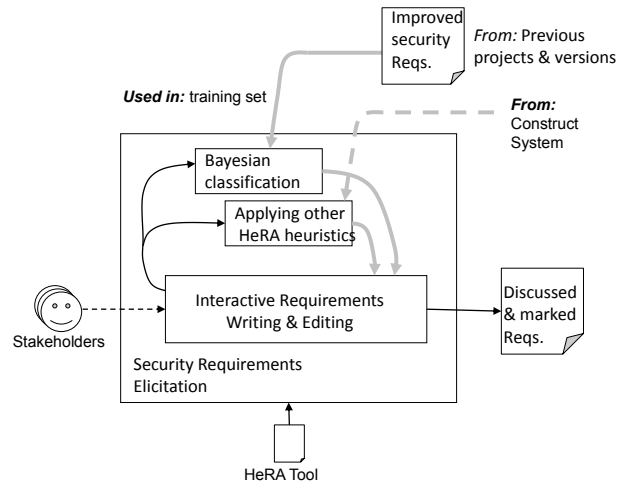 Improved
security
Reqs.
From: Previous
projects & versions
Used in: training set
From:
Construct
System
Bayesian
classification
Applying other
HeRA heuristics
Interactive Requirements
Writing & Editing
Discussed
& marked
Reqs.
Stakeholders
Security Requirements
Elicitation
HeRA Tool